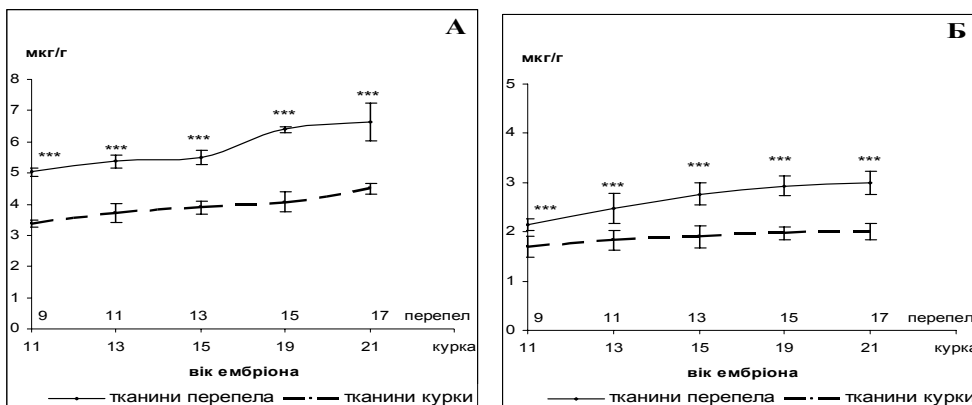 А
мкг/г
8
7
6
5
4
3
2
1
0
*** *** *** *** ***
9 11 13 15 17 перепел
11 13 15 19 21 курка
вік ембріона
тканини перепела тканини курки
Б
мкг/г
5
4
3
2
1
0
*** *** *** *** ***
9 11 13 15 17 перепел
11 13 15 19 21 курка
вік ембріона
тканини перепела тканини курки